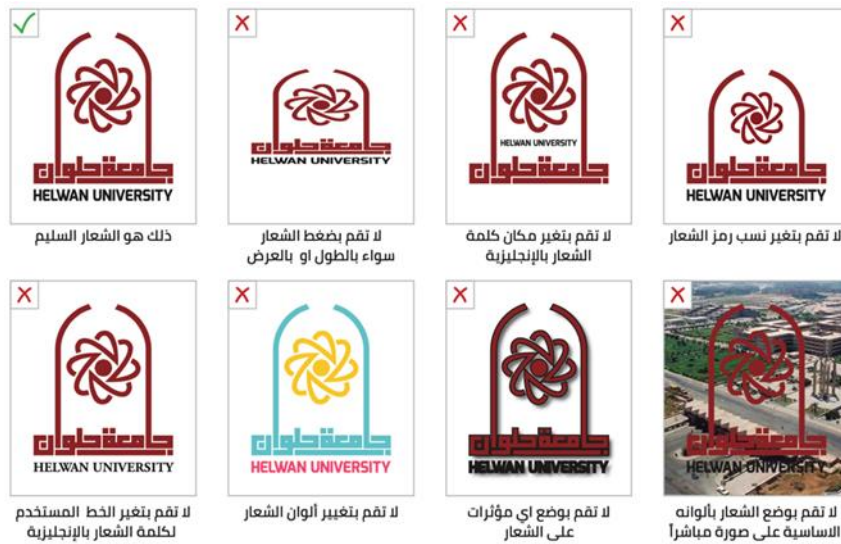 جامعة حلوان
HELWAN UNIVERSITY
ذلك هو الشعار السليم
جامعة حلوان
HELWAN UNIVERSITY
لا تقم بضغط الشعار
سواء بالطول او بالعرض
HELWAN UNIVERSITY
جامعة حلوان
لا تقم بتغير مكان كلمة
الشعار بالإنجليزية
جامعة حلوان
HELWAN UNIVERSITY
لا تقم بتغير نسب رمز الشعار
جامعة حلوان
HELWAN UNIVERSITY
لا تقم بتغير الخط المستخدم
لكلمة الشعار بالإنجليزية
جامعة حلوان
HELWAN UNIVERSITY
لا تقم بتغيير ألوان الشعار
جامعة حلوان
HELWAN UNIVERSITY
لا تقم بوضع اي مؤثرات
على الشعار
جامعة حلوان
HELWAN UNIVERSITY
لا تقم بوضع الشعار بألوانه
الاساسية على صورة مباشراً